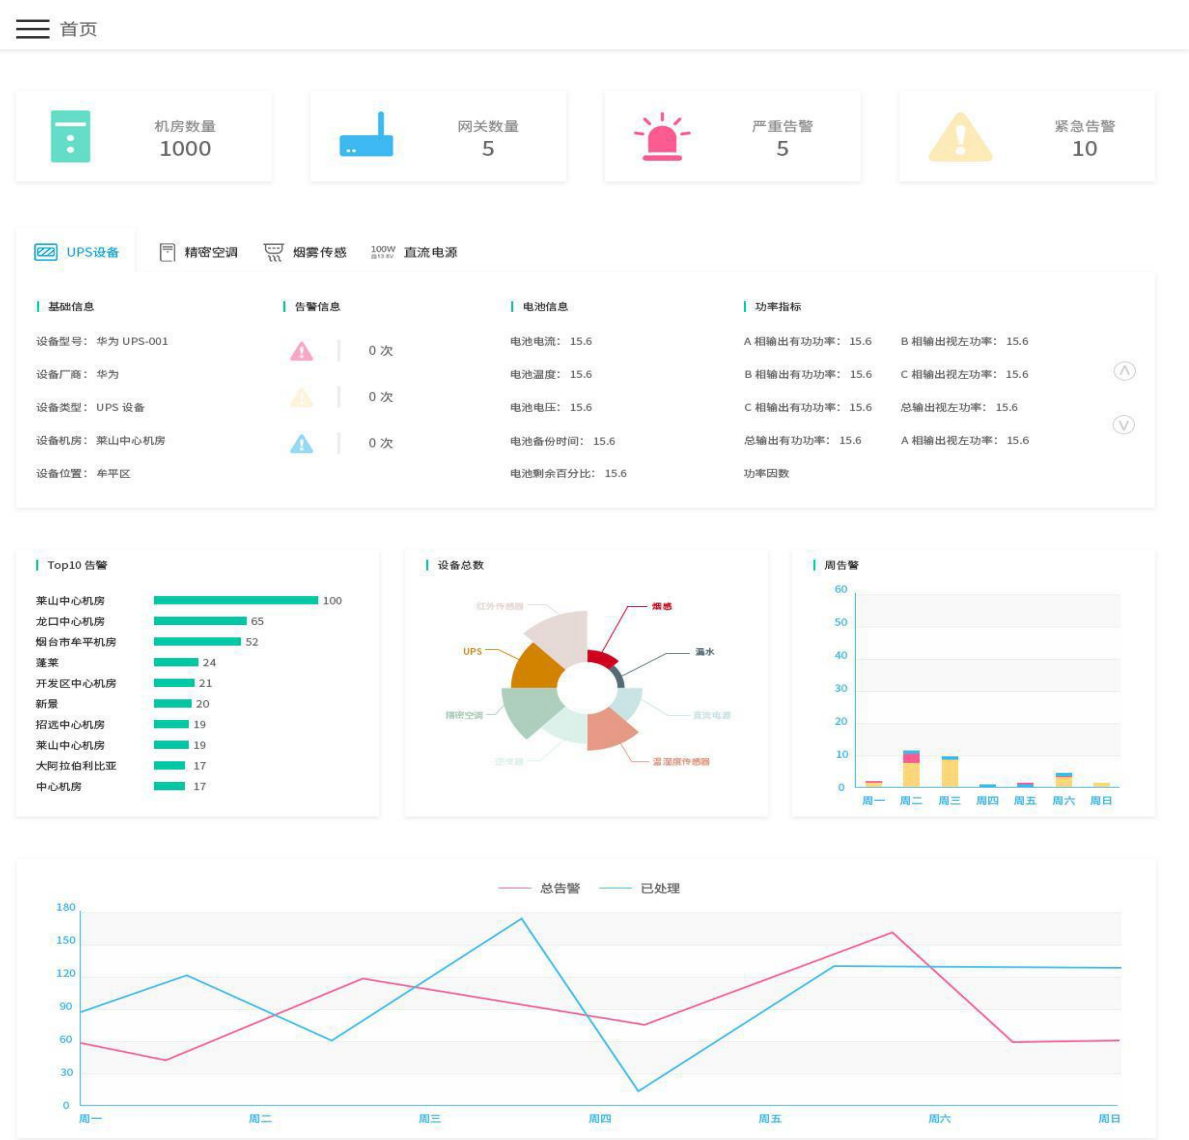 首页
机房数量
1000
网关数量
5
严重告警
5
紧急告警
10
UPS设备
精密空调
烟雾传感
100W
直流电源
基础信息
设备型号： 华为 UPS-001
设备厂商： 华为
设备类型： UPS 设备
设备机房： 莱山中心机房
设备位置： 牟平区
告警信息
0 次
0 次
0 次
电池信息
电池电流： 15.6
电池温度： 15.6
电池电压： 15.6
电池备份时间： 15.6
电池剩余百分比： 15.6
功率指标
A 相输出有功功率： 15.6
B 相输出视左功率： 15.6
B 相输出有功功率： 15.6
C 相输出视左功率： 15.6
C 相输出有功功率： 15.6
总输出视左功率： 15.6
总输出有功功率： 15.6
A 相输出视左功率： 15.6
功率因数
Top10 告警
莱山中心机房 100
龙口中心机房 65
烟台市牟平机房 52
蓬莱 24
开发区中心机房 21
新景 20
招远中心机房 19
莱山中心机房 19
大阿拉伯利比亚 17
中心机房 17
设备总数
红外传感器
烟感
UPS
漏水
精密空调
直流电源
温湿度传感器
周告警
60
50
40
30
20
10
0
周一 周二 周三 周四 周五 周六 周日
总告警 已处理
180
150
120
90
60
30
0
周一 周二 周三 周四 周五 周六 周日